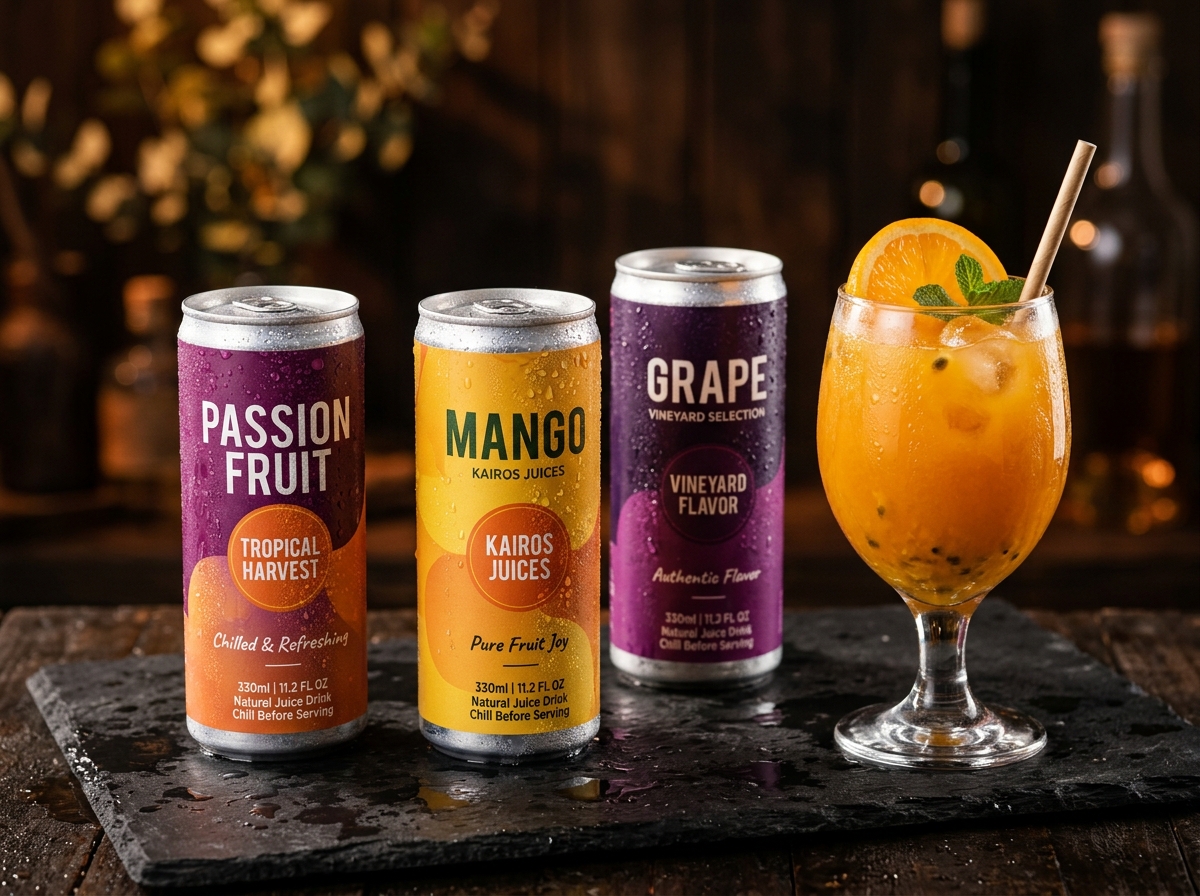 PASSION
FRUIT
TROPICAL
HARVEST
Chilled & Refreshing
330ml | 11.2 FL OZ
Naturel Juice Drink
Chill Before Serving
MANGO
KAIROS JUICES
KAIROS
JUICES
Pure Fruit Joy
330ml | 11.2 FL OZ
Natural Juice Drink
Chill Before Serving
GRAPE
VINEYARD SELECTION
VINEYARD
FLAVOR
Authentic Flavor
330ml | 11.2 FL OZ
Natural Juice Drink
Chill Before Serving